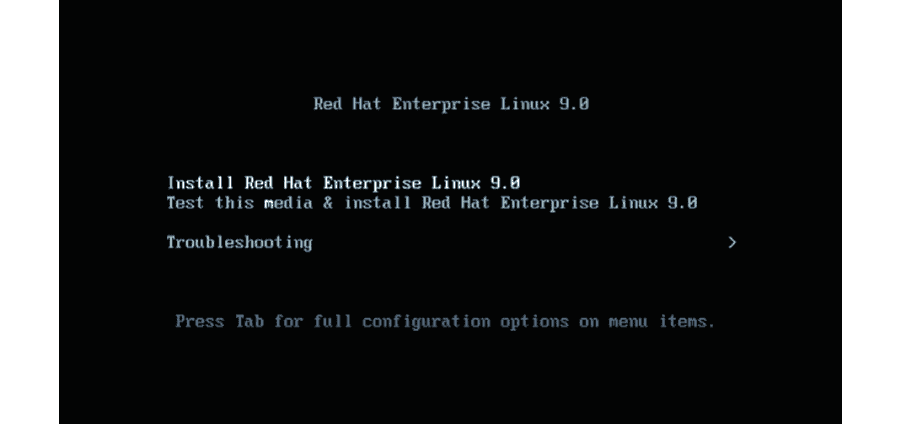 Red Hat Enterprise Linux 9.0
Install Red Hat Enterprise Linux 9.0
Test this media & install Red Hat Enterprise Linux 9.0
Troubleshooting >
Press Tab for full configuration options on menu items.